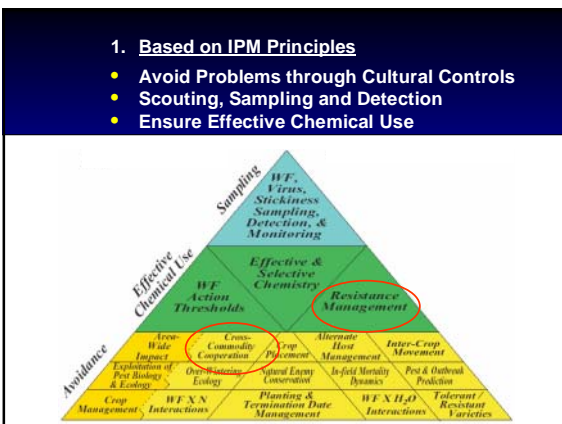 1. Based on IPM Principles
• Avoid Problems through Cultural Controls
• Scouting, Sampling and Detection
• Ensure Effective Chemical Use
Sampling
WF,
Virus,
Stickiness
Sampling,
Detection, &
Monitoring
Effective
Chemical Use
WF
Action
Thresholds
Effective &
Selective
Chemistry
Resistance
Management
Avoidance
Area-
Wide
Impact
Cross-
Commodity
Cooperation
Crop
Placement
Alternate
Host
Management
Inter-Crop
Movement
Exploitation of
Pest Biology
& Ecology
Over-Wintering
Ecology
Natural Enemy
Conservation
In-field Mortality
Dynamics
Pest & Outbreak
Prediction
Crop
Management
WF X N
Interactions
Planting &
Termination Date
Management
WF X H₂O
Interactions
Tolerant /
Resistant
Varieties